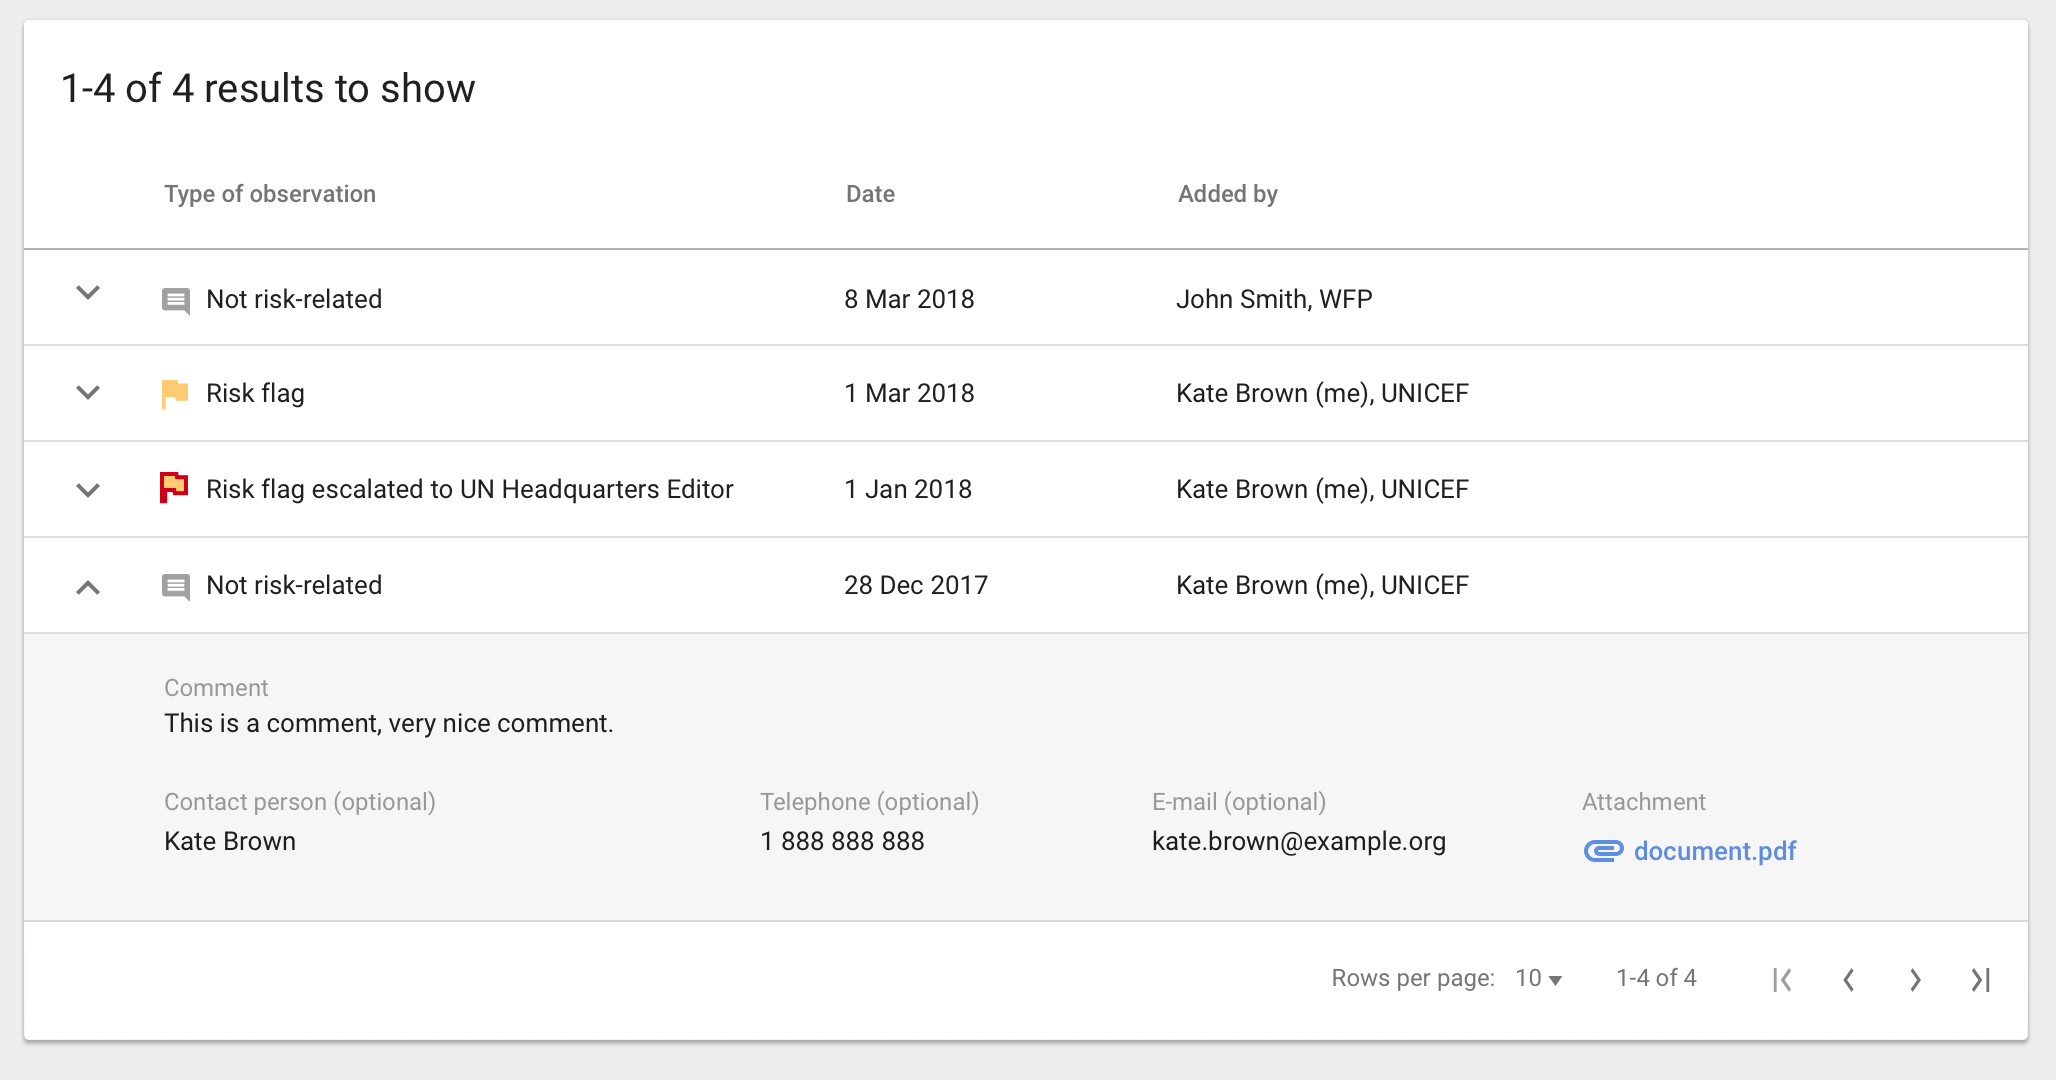 1-4 of 4 results to show
Type of observation Date Added by
Not risk-related 8 Mar 2018 John Smith, WFP
Risk flag 1 Mar 2018 Kate Brown (me), UNICEF
Risk flag escalated to UN Headquarters Editor 1 Jan 2018 Kate Brown (me), UNICEF
Not risk-related 28 Dec 2017 Kate Brown (me), UNICEF
Comment
This is a comment, very nice comment.
Contact person (optional) Telephone (optional) E-mail (optional) Attachment
Kate Brown 1 888 888 888 kate.brown@example.org document.pdf
Rows per page: 10 1-4 of 4